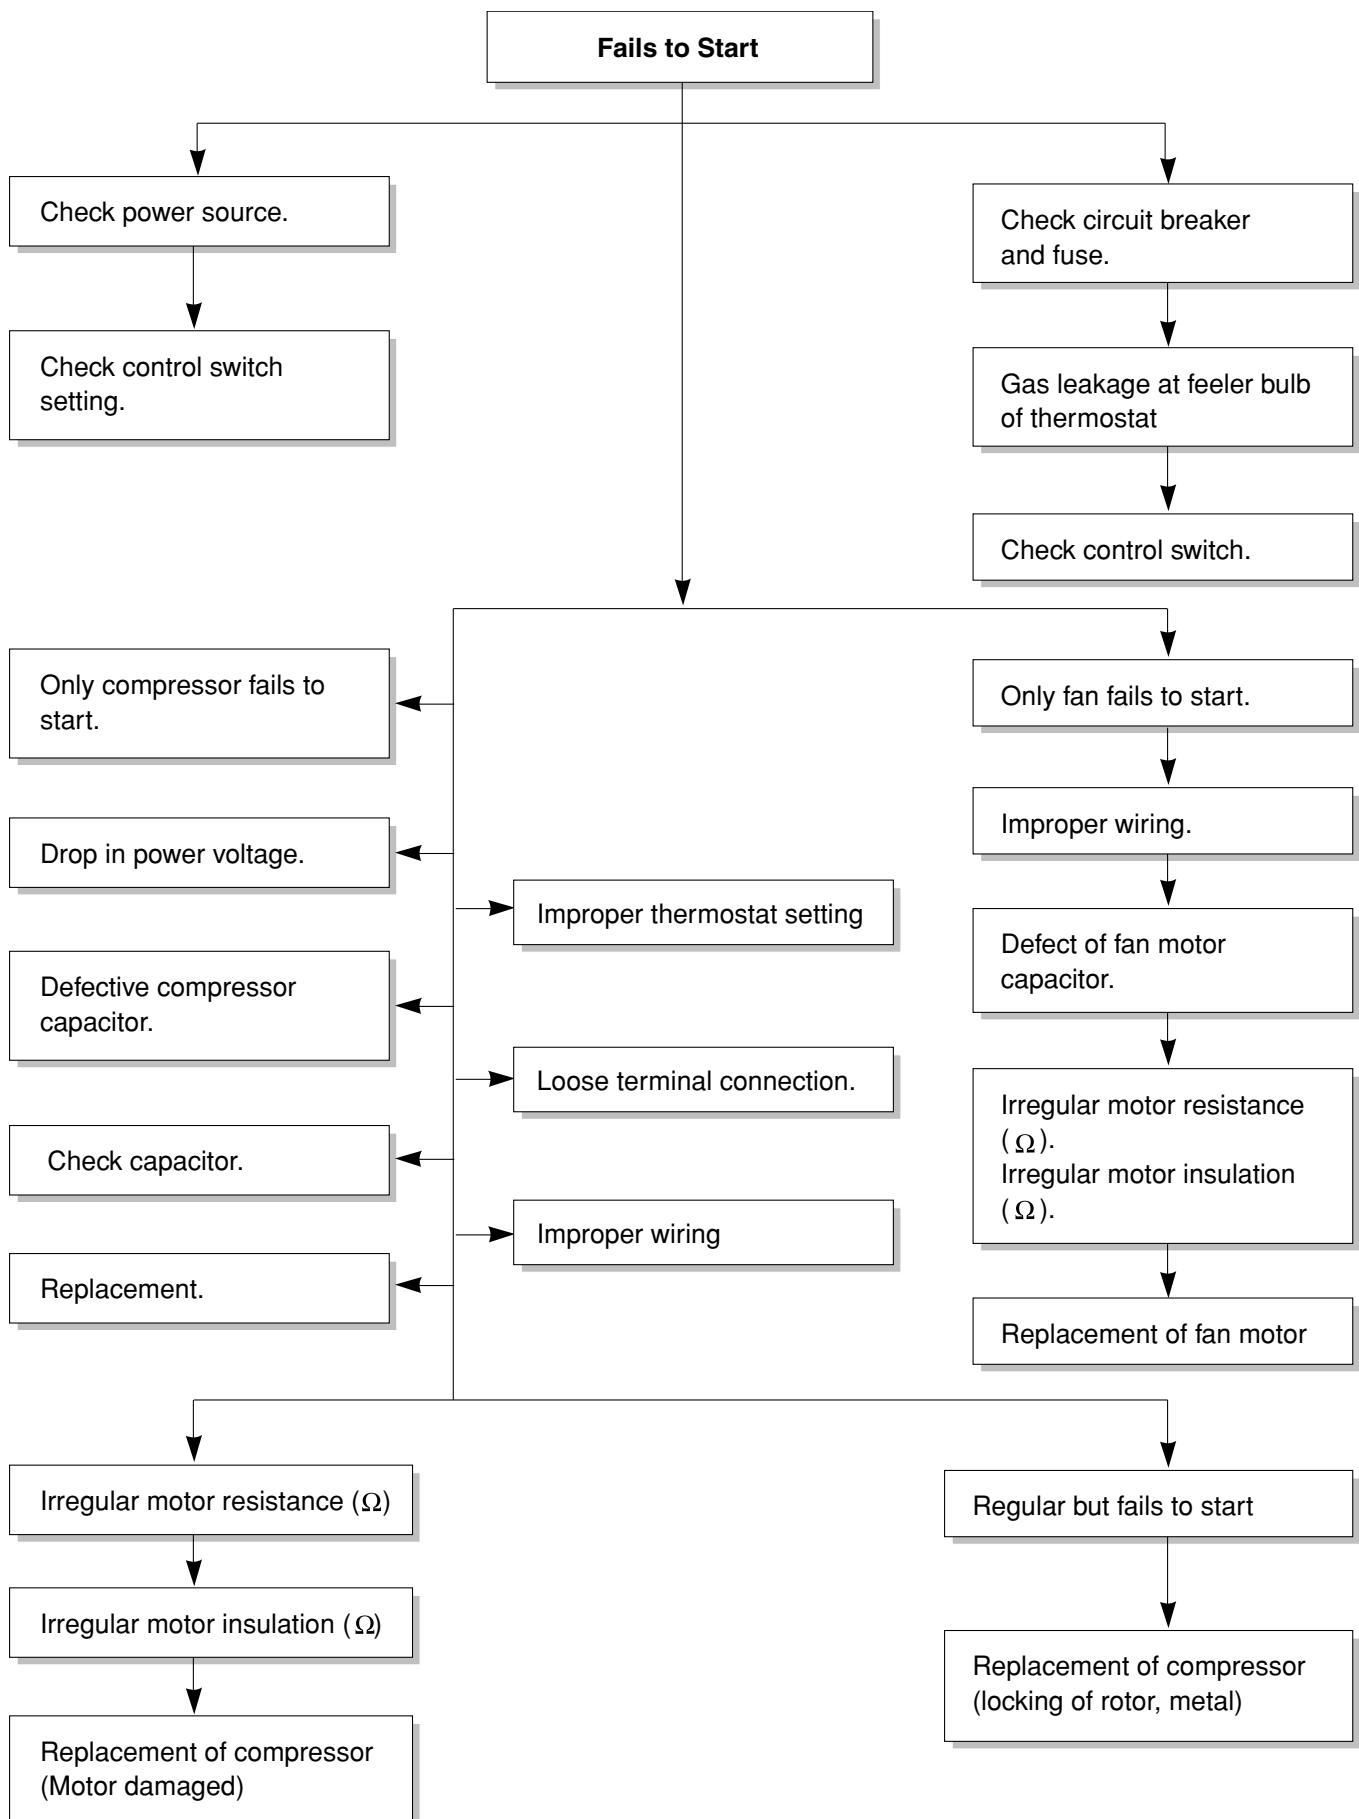 Fails to Start
Check power source.
Check control switch
setting.
Check circuit breaker
and fuse.
Gas leakage at feeler bulb
of thermostat
Check control switch.
Only compressor fails to
start.
Drop in power voltage.
Defective compressor
capacitor.
Check capacitor.
Replacement.
Improper thermostat setting
Loose terminal connection.
Improper wiring
Only fan fails to start.
Improper wiring.
Defect of fan motor
capacitor.
Irregular motor resistance
(Ω).
Irregular motor insulation
(Ω).
Replacement of fan motor
Irregular motor resistance (Ω)
Irregular motor insulation (Ω)
Replacement of compressor
(Motor damaged)
Regular but fails to start
Replacement of compressor
(locking of rotor, metal)